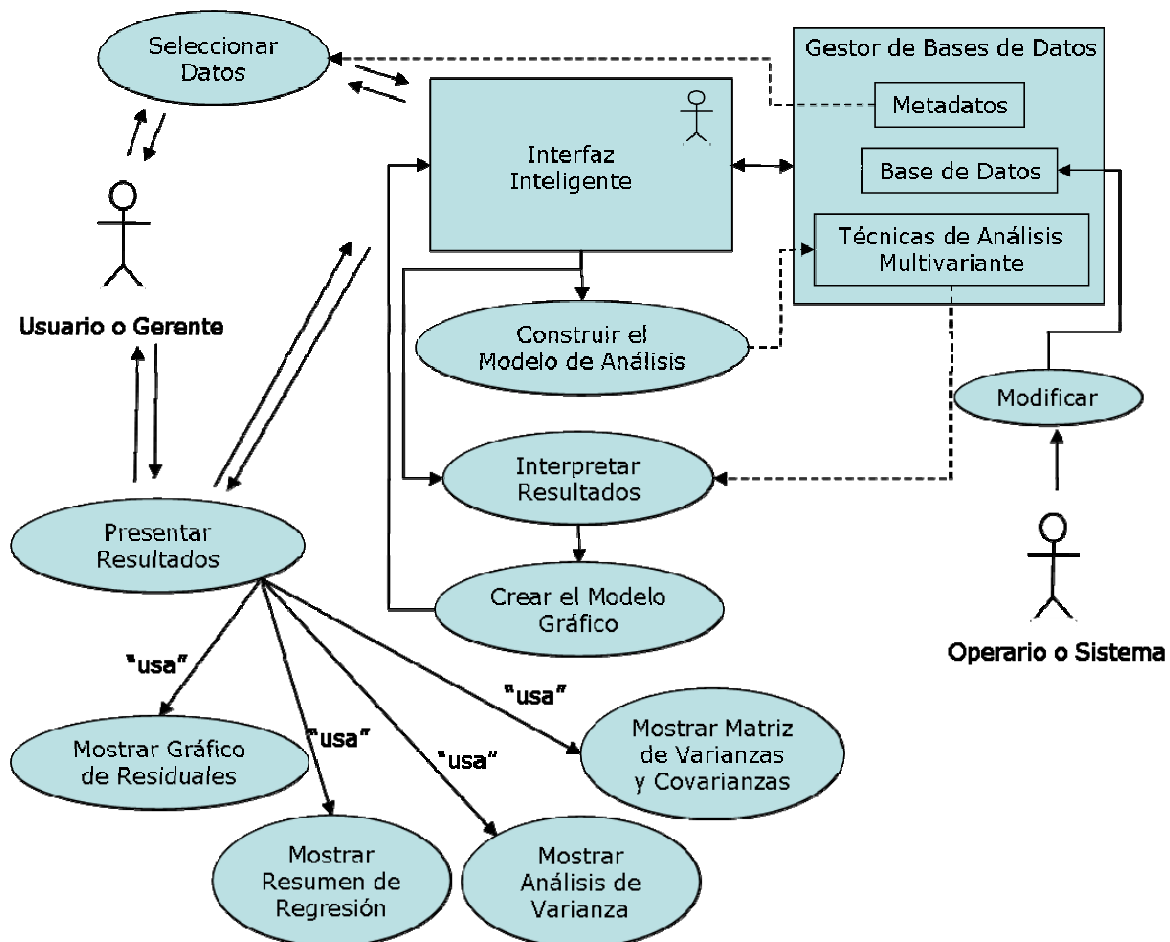 Seleccionar
Datos
Gestor de Bases de Datos
Metadatos
Interfaz
Inteligente
Base de Datos
Técnicas de Análisis
Multivariante
Usuario o Gerente
Construir el
Modelo de Análisis
Modificar
Interpretar
Resultados
Presentar
Resultados
Crear el Modelo
Gráfico
Operario o Sistema
"usa"
"usa"
"usa"
"usa"
Mostrar Gráfico
de Residuales
Mostrar Matriz
de Varianzas
y Covarianzas
Mostrar
Resumen de
Regresión
Mostrar
Análisis de
Varianza